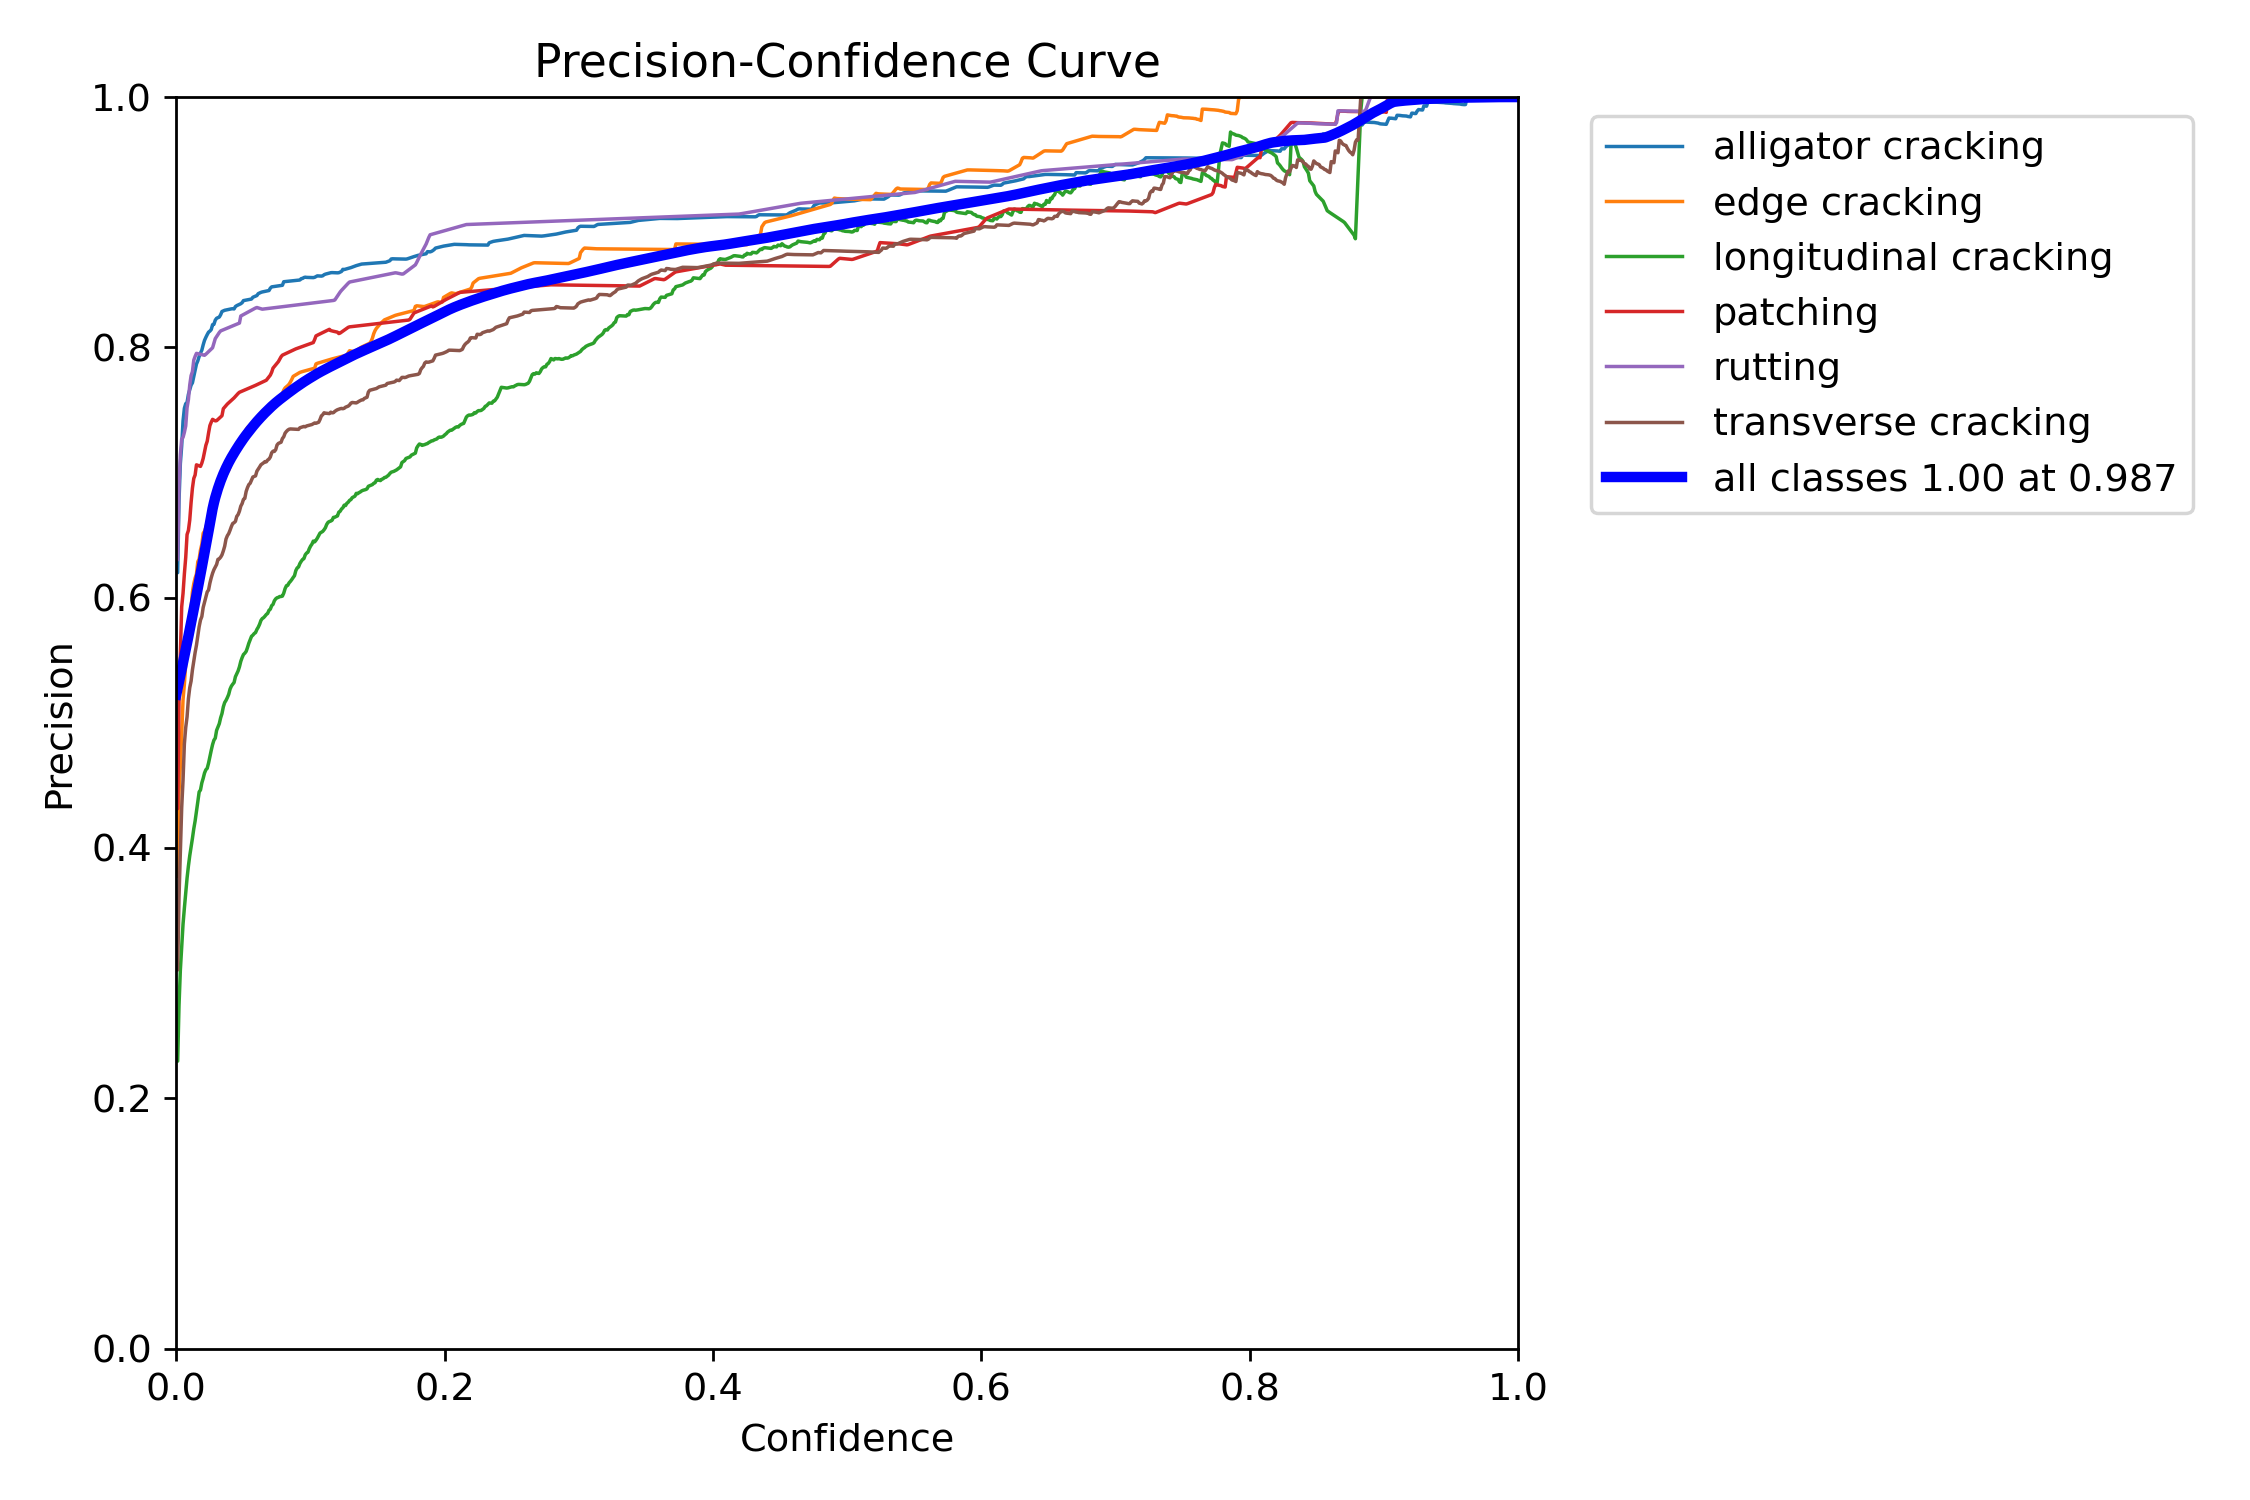 Precision-Confidence Curve
1.0
0.8
0.6
0.4
0.2
0.0
Precision
0.0 0.2 0.4 0.6 0.8 1.0
Confidence
alligator cracking
edge cracking
longitudinal cracking
patching
rutting
transverse cracking
all classes 1.00 at 0.987